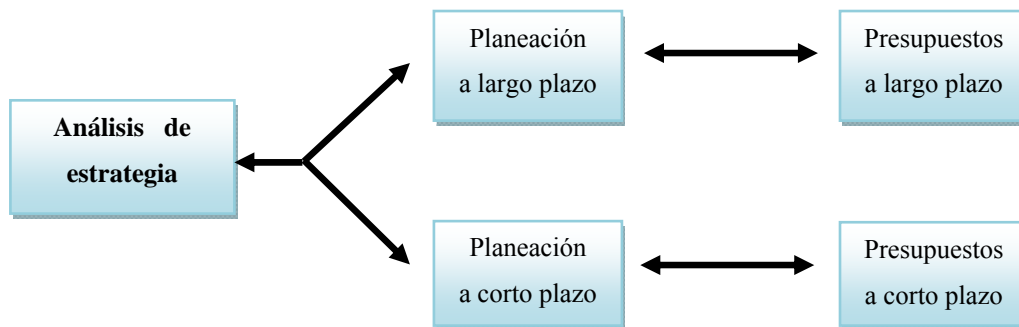 Planeación
a largo plazo
Presupuestos
a largo plazo
Análisis de
estrategia
Planeación
a corto plazo
Presupuestos
a corto plazo